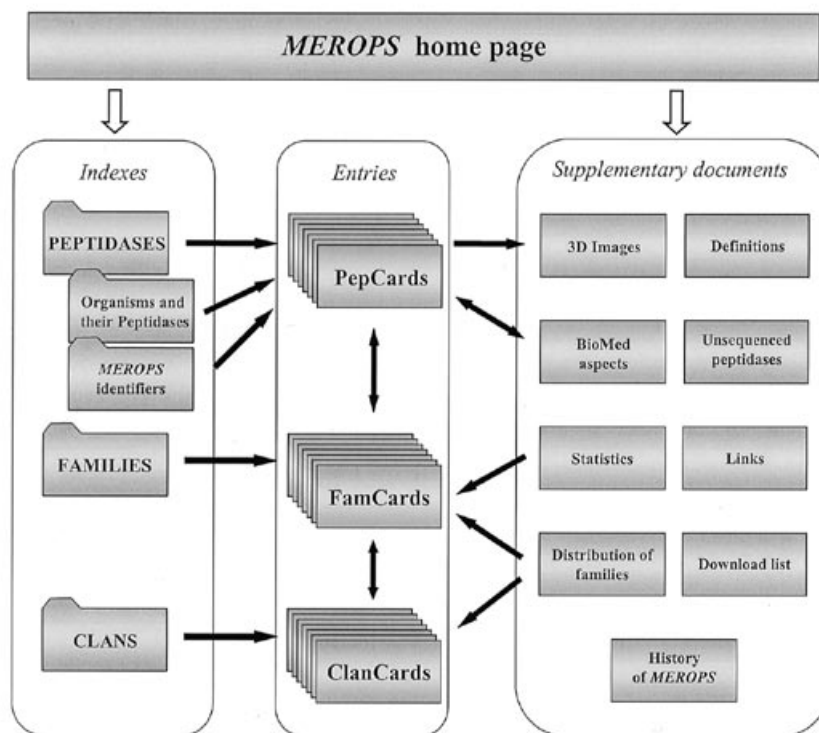 MEROPS home page
Indexes
PEPTIDASES
Organisms and
their Peptidases
MEROPS
identifiers
FAMILIES
CLANS
Entries
PepCards
FamCards
ClanCards
Supplementary documents
3D Images
Definitions
BioMed
aspects
Unsequenced
peptidases
Statistics
Links
Distribution of
families
Download list
History
of MEROPS